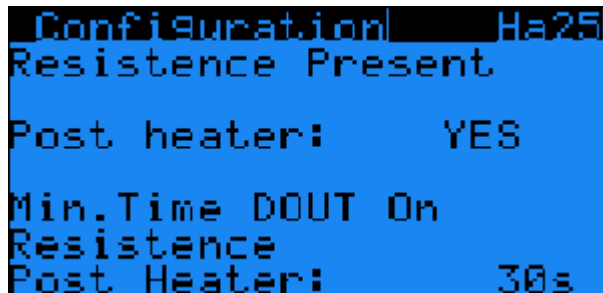 Configuration Ha25
Resistence Present
Post heater: YES
Min.Time DOUT On
Resistence
Post Heater: 30s